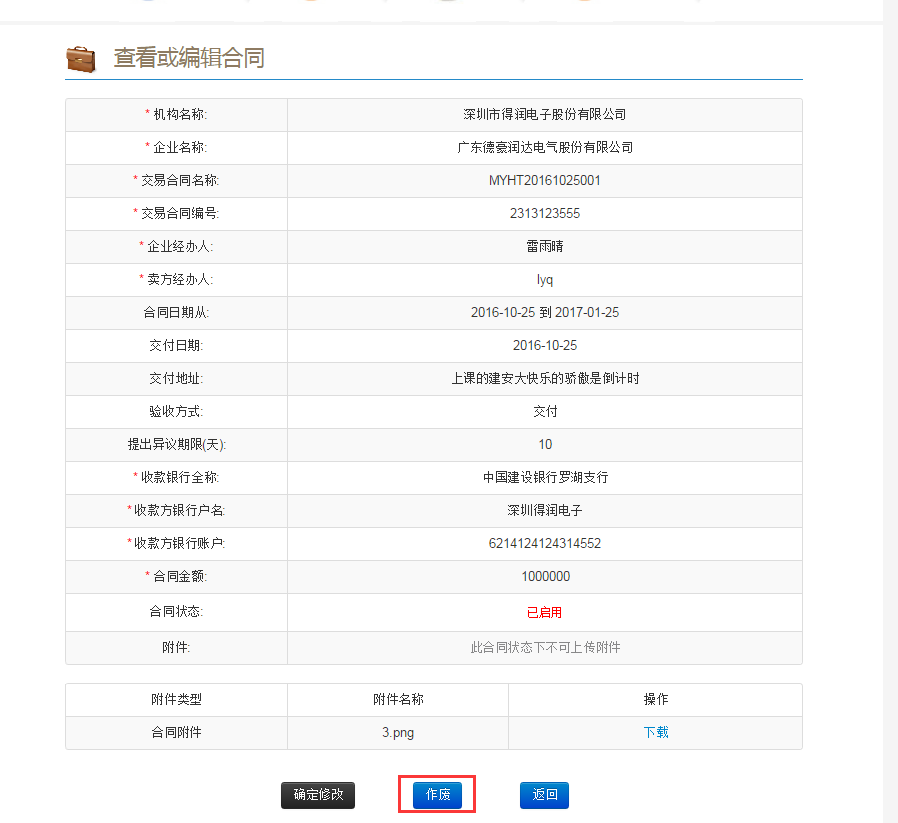 查看或编辑合同
* 机构名称: 深圳市得润电子股份有限公司
* 企业名称: 广东德豪润达电气股份有限公司
* 交易合同名称: MYHT20161025001
* 交易合同编号: 2313123555
* 企业经办人: 雷雨晴
* 卖方经办人: lyq
合同日期从: 2016-10-25 到 2017-01-25
交付日期: 2016-10-25
交付地址: 上课的建安大快乐的骄傲是倒计时
验收方式: 交付
提出异议期限(天): 10
* 收款银行全称: 中国建设银行罗湖支行
* 收款方银行户名: 深圳得润电子
* 收款方银行账户: 6214124124314552
* 合同金额: 1000000
合同状态: 已启用
附件: 此合同状态下不可上传附件
附件类型 附件名称 操作
合同附件 3.png 下载
确定修改 作废 返回